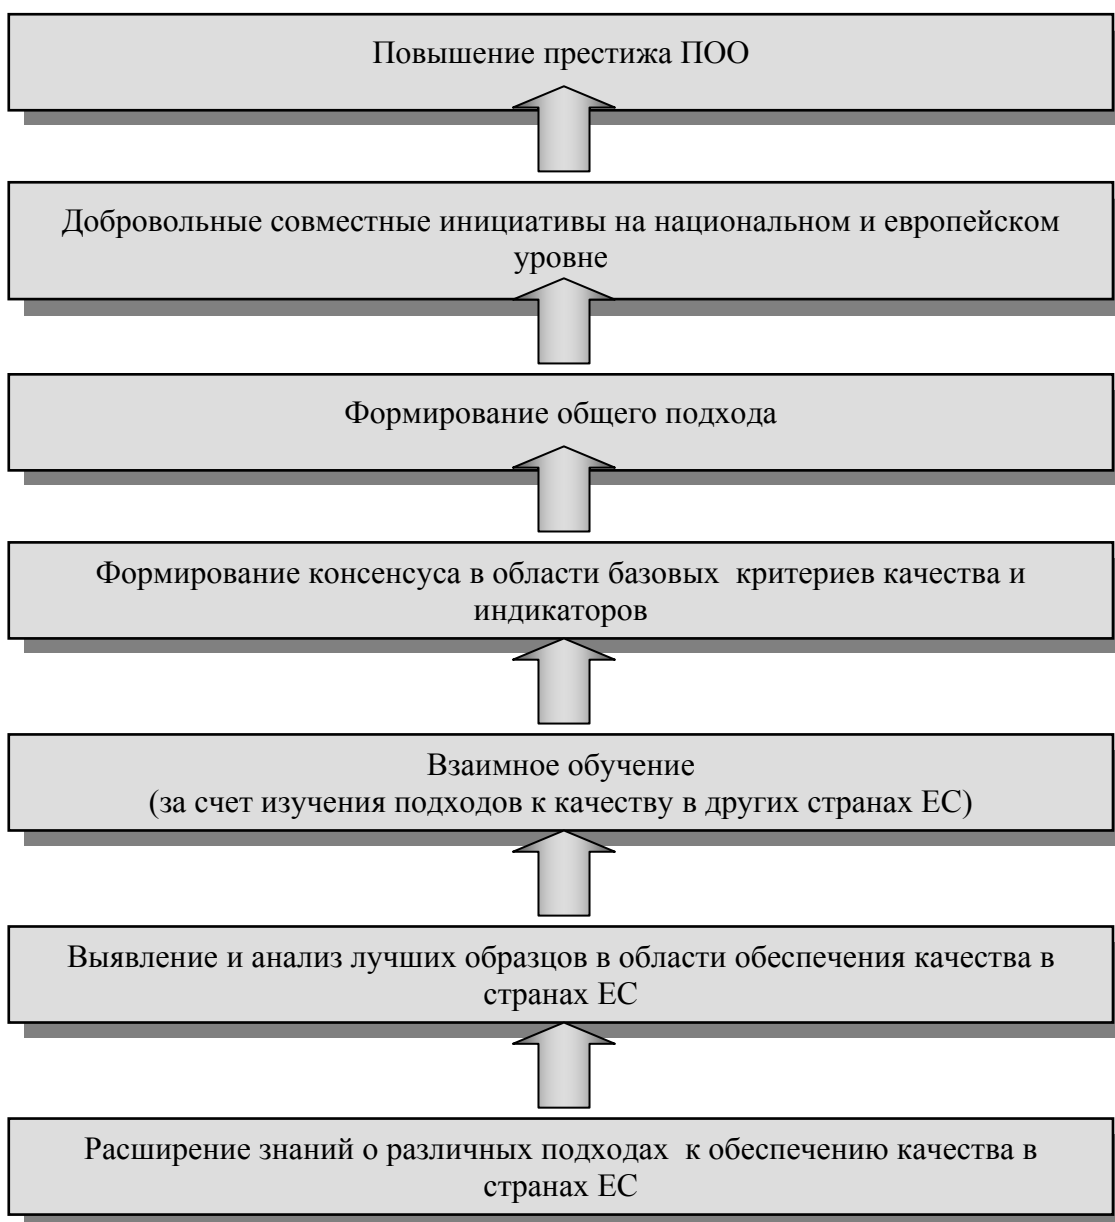 Повышение престижа ПОО
Добровольные совместные инициативы на национальном и европейском
уровне
Формирование общего подхода
Формирование консенсуса в области базовых  критериев качества и
индикаторов
Взаимное обучение
(за счет изучения подходов к качеству в других странах ЕС)
Выявление и анализ лучших образцов в области обеспечения качества в
странах ЕС
Расширение знаний о различных подходах  к обеспечению качества в
странах ЕС